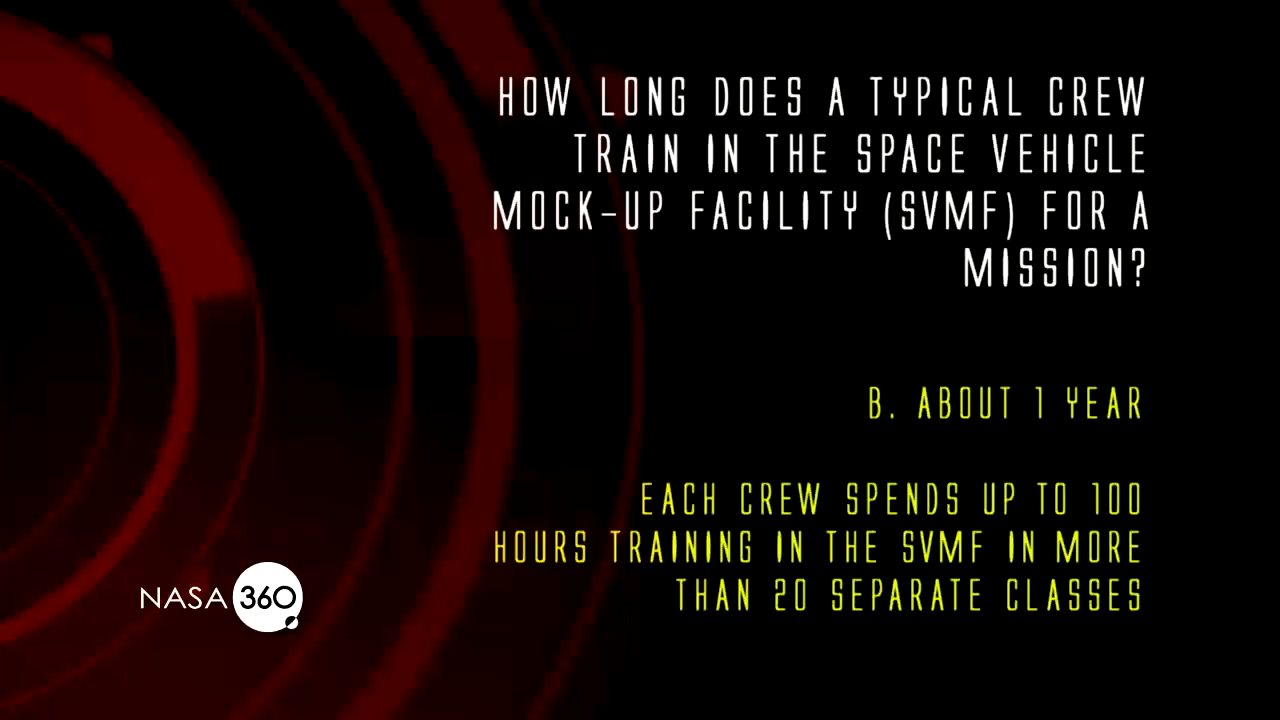 HOW LONG DOES A TYPICAL CREW
TRAIN IN THE SPACE VEHICLE
MOCK-UP FACILITY (SVMF) FOR A
MISSION?
B. ABOUT 1 YEAR
EACH CREW SPENDS UP TO 100
HOURS TRAINING IN THE SVMF IN MORE
THAN 20 SEPARATE CLASSES
NASA 360